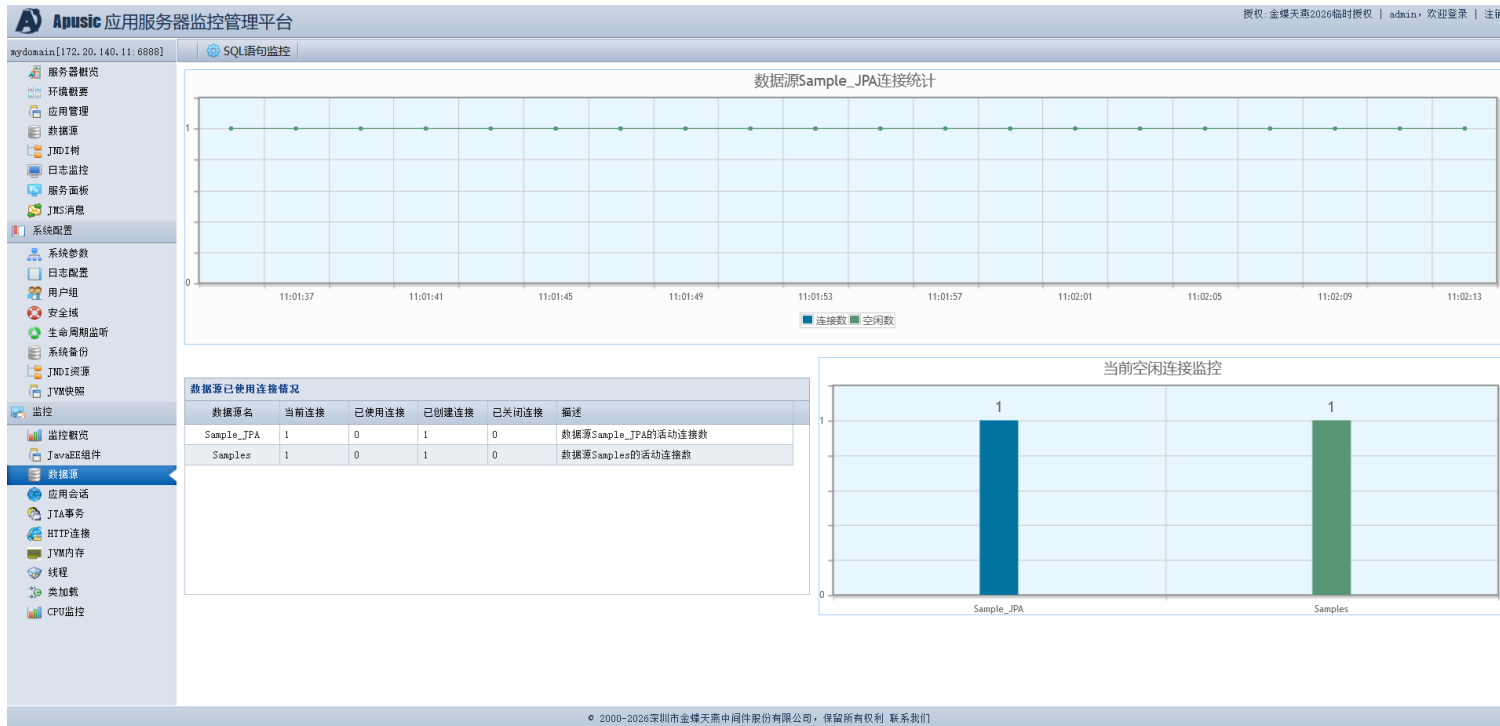 Apusic 应用服务器监控管理平台
授权: 金蝶天燕2026临时授权 | admin, 欢迎登录 | 注销
mydomain[172.20.140.11:6888]
SQL语句监控
服务器概览
环境概要
应用管理
数据源
JNDI树
日志监控
服务面板
JMS消息
系统配置
系统参数
日志配置
用户组
安全域
生命周期监听
系统备份
JNDI资源
JVM快照
监控
监控概览
JavaEE组件
数据源
应用会话
JTA事务
HTTP连接
JVM内存
线程
类加载
CPU监控
数据源Sample_JPA连接统计
1
0
11:01:37 11:01:41 11:01:45 11:01:49 11:01:53 11:01:57 11:02:01 11:02:05 11:02:09 11:02:13
连接数 空闲数
数据源已使用连接情况
数据源名 当前连接 已使用连接 已创建连接 已关闭连接 描述
Sample_JPA 1 0 1 0 数据源Sample_JPA的活动连接数
Samples 1 0 1 0 数据源Samples的活动连接数
当前空闲连接监控
1 1
1
0
Sample_JPA Samples
© 2000-2026深圳市金蝶天燕中间件股份有限公司, 保留所有权利 联系我们